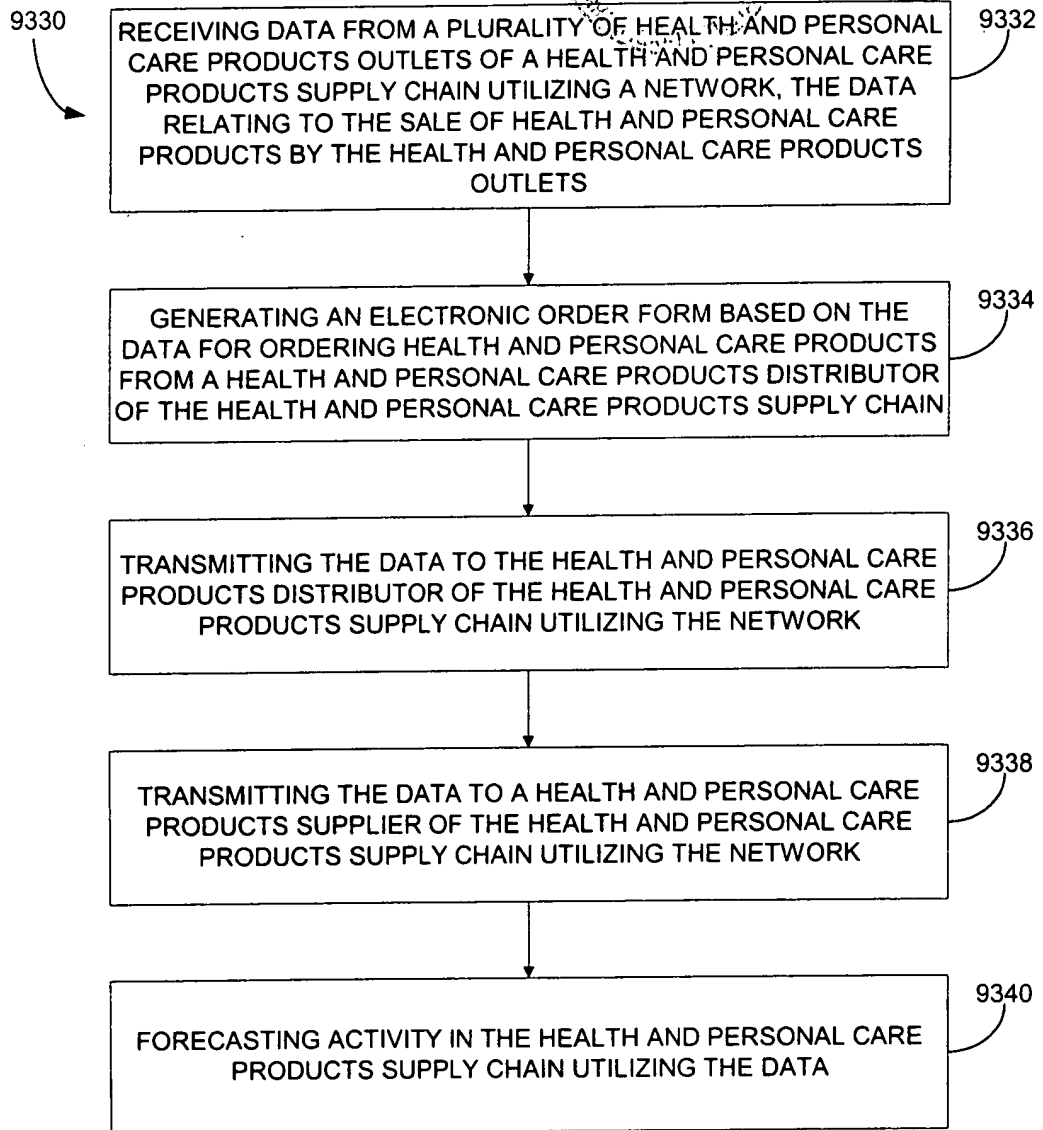 9330
9332
RECEIVING DATA FROM A PLURALITY OF HEALTH AND PERSONAL
CARE PRODUCTS OUTLETS OF A HEALTH AND PERSONAL CARE
PRODUCTS SUPPLY CHAIN UTILIZING A NETWORK, THE DATA
RELATING TO THE SALE OF HEALTH AND PERSONAL CARE
PRODUCTS BY THE HEALTH AND PERSONAL CARE PRODUCTS
OUTLETS
9334
GENERATING AN ELECTRONIC ORDER FORM BASED ON THE
DATA FOR ORDERING HEALTH AND PERSONAL CARE PRODUCTS
FROM A HEALTH AND PERSONAL CARE PRODUCTS DISTRIBUTOR
OF THE HEALTH AND PERSONAL CARE PRODUCTS SUPPLY CHAIN
9336
TRANSMITTING THE DATA TO THE HEALTH AND PERSONAL CARE
PRODUCTS DISTRIBUTOR OF THE HEALTH AND PERSONAL CARE
PRODUCTS SUPPLY CHAIN UTILIZING THE NETWORK
9338
TRANSMITTING THE DATA TO A HEALTH AND PERSONAL CARE
PRODUCTS SUPPLIER OF THE HEALTH AND PERSONAL CARE
PRODUCTS SUPPLY CHAIN UTILIZING THE NETWORK
9340
FORECASTING ACTIVITY IN THE HEALTH AND PERSONAL CARE
PRODUCTS SUPPLY CHAIN UTILIZING THE DATA